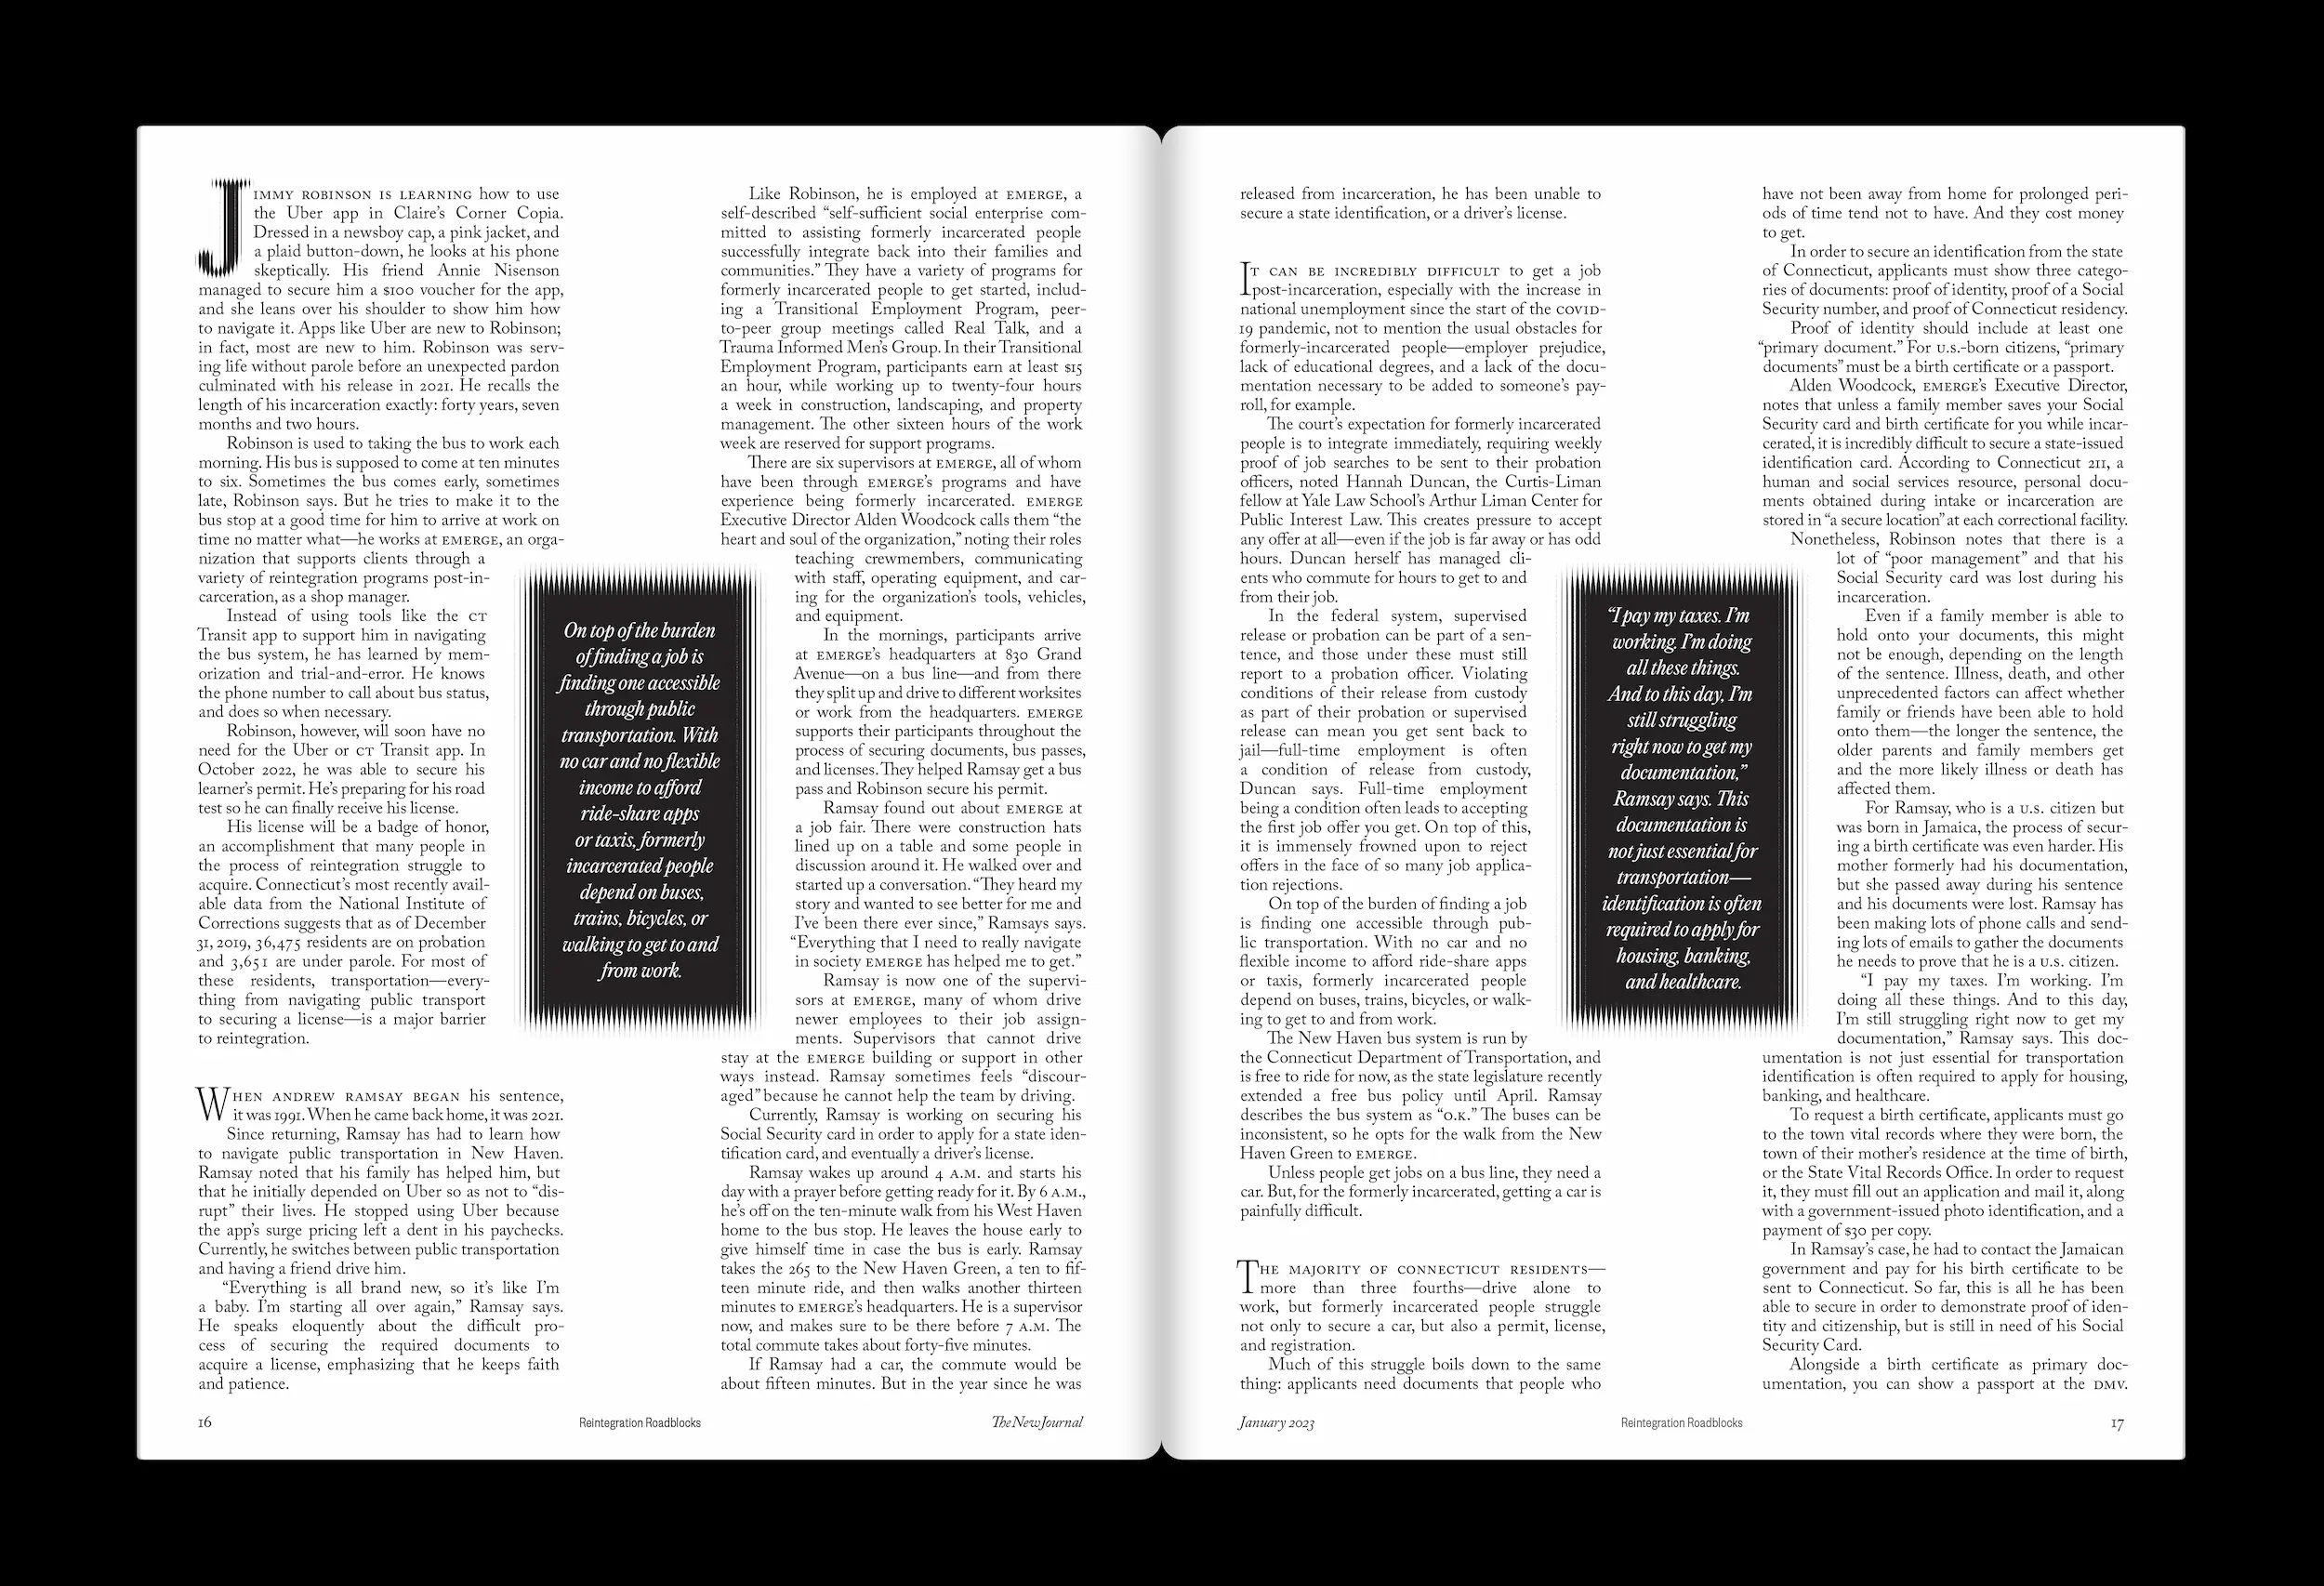 JIMMY ROBINSON IS LEARNING how to use
the Uber app in Claire's Corner Copia.
Dressed in a newsboy cap, a pink jacket, and
a plaid button-down, he looks at his phone
skeptically. His friend Annie Nisenson
managed to secure him a $100 voucher for the app,
and she leans over his shoulder to show him how
to navigate it. Apps like Uber are new to Robinson;
in fact, most are new to him. Robinson was serv-
ing life without parole before an unexpected pardon
culminated with his release in 2021. He recalls the
length of his incarceration exactly: forty years, seven
months and two hours.
Robinson is used to taking the bus to work each
morning. His bus is supposed to come at ten minutes
to six. Sometimes the bus comes early, sometimes
late, Robinson says. But he tries to make it to the
bus stop at a good time for him to arrive at work on
time no matter what—he works at EMERGE, an orga-
nization that supports clients through a
variety of reintegration programs post-in-
carceration, as a shop manager.
Instead of using tools like the CT
Transit app to support him in navigating
the bus system, he has learned by mem-
orization and trial-and-error. He knows
the phone number to call about bus status,
and does so when necessary.
Robinson, however, will soon have no
need for the Uber or CT Transit app. In
October 2022, he was able to secure his
learner's permit. He's preparing for his road
test so he can finally receive his license.
His license will be a badge of honor,
an accomplishment that many people in
the process of reintegration struggle to
acquire. Connecticut's most recently avail-
able data from the National Institute of
Corrections suggests that as of December
31, 2019, 36,475 residents are on probation
and 3,651 are under parole. For most of
these residents, transportation—every-
thing from navigating public transport
to securing a license—is a major barrier
to reintegration.
WHEN ANDREW RAMSAY BEGAN his sentence,
it was 1991. When he came back home, it was 2021.
Since returning, Ramsay has had to learn how
to navigate public transportation in New Haven.
Ramsay noted that his family has helped him, but
that he initially depended on Uber so as not to “dis-
rupt” their lives. He stopped using Uber because
the app's surge pricing left a dent in his paychecks.
Currently, he switches between public transportation
and having a friend drive him.
“Everything is all brand new, so it's like I'm
a baby. I'm starting all over again,” Ramsay says.
He speaks eloquently about the difficult pro-
cess of securing the required documents to
acquire a license, emphasizing that he keeps faith
and patience.
On top of the burden
of finding a job is
finding one accessible
through public
transportation. With
no car and no flexible
income to afford
ride-share apps
or taxis, formerly
incarcerated people
depend on buses,
trains, bicycles, or
walking to get to and
from work.
Like Robinson, he is employed at EMERGE, a
self-described “self-sufficient social enterprise com-
mitted to assisting formerly incarcerated people
successfully integrate back into their families and
communities.” They have a variety of programs for
formerly incarcerated people to get started, includ-
ing a Transitional Employment Program, peer-
to-peer group meetings called Real Talk, and a
Trauma Informed Men's Group. In their Transitional
Employment Program, participants earn at least $15
an hour, while working up to twenty-four hours
a week in construction, landscaping, and property
management. The other sixteen hours of the work
week are reserved for support programs.
There are six supervisors at EMERGE, all of whom
have been through EMERGE's programs and have
experience being formerly incarcerated. EMERGE
Executive Director Alden Woodcock calls them “the
heart and soul of the organization,” noting their roles
teaching crewmembers, communicating
with staff, operating equipment, and car-
ing for the organization's tools, vehicles,
and equipment.
In the mornings, participants arrive
at EMERGE's headquarters at 830 Grand
Avenue—on a bus line—and from there
they split up and drive to different worksites
or work from the headquarters. EMERGE
supports their participants throughout the
process of securing documents, bus passes,
and licenses. They helped Ramsay get a bus
pass and Robinson secure his permit.
Ramsay found out about EMERGE at
a job fair. There were construction hats
lined up on a table and some people in
discussion around it. He walked over and
started up a conversation. “They heard my
story and wanted to see better for me and
I've been there ever since,” Ramsays says.
“Everything that I need to really navigate
in society EMERGE has helped me to get.”
Ramsay is now one of the supervi-
sors at EMERGE, many of whom drive
newer employees to their job assign-
ments. Supervisors that cannot drive
stay at the EMERGE building or support in other
ways instead. Ramsay sometimes feels “discour-
aged” because he cannot help the team by driving.
Currently, Ramsay is working on securing his
Social Security card in order to apply for a state iden-
tification card, and eventually a driver's license.
Ramsay wakes up around 4 A.M. and starts his
day with a prayer before getting ready for it. By 6 A.M.,
he's off on the ten-minute walk from his West Haven
home to the bus stop. He leaves the house early to
give himself time in case the bus is early. Ramsay
takes the 265 to the New Haven Green, a ten to fif-
teen minute ride, and then walks another thirteen
minutes to EMERGE's headquarters. He is a supervisor
now, and makes sure to be there before 7 A.M. The
total commute takes about forty-five minutes.
If Ramsay had a car, the commute would be
about fifteen minutes. But in the year since he was
16
Reintegration Roadblocks
The New Journal
released from incarceration, he has been unable to
secure a state identification, or a driver's license.
IT CAN BE INCREDIBLY DIFFICULT to get a job
post-incarceration, especially with the increase in
national unemployment since the start of the COVID-
19 pandemic, not to mention the usual obstacles for
formerly-incarcerated people—employer prejudice,
lack of educational degrees, and a lack of the docu-
mentation necessary to be added to someone's pay-
roll, for example.
The court's expectation for formerly incarcerated
people is to integrate immediately, requiring weekly
proof of job searches to be sent to their probation
officers, noted Hannah Duncan, the Curtis-Liman
fellow at Yale Law School's Arthur Liman Center for
Public Interest Law. This creates pressure to accept
any offer at all—even if the job is far away or has odd
hours. Duncan herself has managed cli-
ents who commute for hours to get to and
from their job.
In the federal system, supervised
release or probation can be part of a sen-
tence, and those under these must still
report to a probation officer. Violating
conditions of their release from custody
as part of their probation or supervised
release can mean you get sent back to
jail—full-time employment is often
a condition of release from custody,
Duncan says. Full-time employment
being a condition often leads to accepting
the first job offer you get. On top of this,
it is immensely frowned upon to reject
offers in the face of so many job applica-
tion rejections.
On top of the burden of finding a job
is finding one accessible through pub-
lic transportation. With no car and no
flexible income to afford ride-share apps
or taxis, formerly incarcerated people
depend on buses, trains, bicycles, or walk-
ing to get to and from work.
The New Haven bus system is run by
the Connecticut Department of Transportation, and
is free to ride for now, as the state legislature recently
extended a free bus policy until April. Ramsay
describes the bus system as “O.K.” The buses can be
inconsistent, so he opts for the walk from the New
Haven Green to EMERGE.
Unless people get jobs on a bus line, they need a
car. But, for the formerly incarcerated, getting a car is
painfully difficult.
THE MAJORITY OF CONNECTICUT RESIDENTS—
more than three fourths—drive alone to
work, but formerly incarcerated people struggle
not only to secure a car, but also a permit, license,
and registration.
Much of this struggle boils down to the same
thing: applicants need documents that people who
“I pay my taxes. I'm
working. I'm doing
all these things.
And to this day, I'm
still struggling
right now to get my
documentation,”
Ramsay says. This
documentation is
not just essential for
transportation—
identification is often
required to apply for
housing, banking,
and healthcare.
have not been away from home for prolonged peri-
ods of time tend not to have. And they cost money
to get.
In order to secure an identification from the state
of Connecticut, applicants must show three catego-
ries of documents: proof of identity, proof of a Social
Security number, and proof of Connecticut residency.
Proof of identity should include at least one
“primary document.” For U.S.-born citizens, “primary
documents” must be a birth certificate or a passport.
Alden Woodcock, EMERGE's Executive Director,
notes that unless a family member saves your Social
Security card and birth certificate for you while incar-
cerated, it is incredibly difficult to secure a state-issued
identification card. According to Connecticut 211, a
human and social services resource, personal docu-
ments obtained during intake or incarceration are
stored in “a secure location” at each correctional facility.
Nonetheless, Robinson notes that there is a
lot of “poor management” and that his
Social Security card was lost during his
incarceration.
Even if a family member is able to
hold onto your documents, this might
not be enough, depending on the length
of the sentence. Illness, death, and other
unprecedented factors can affect whether
family or friends have been able to hold
onto them—the longer the sentence, the
older parents and family members get
and the more likely illness or death has
affected them.
For Ramsay, who is a U.S. citizen but
was born in Jamaica, the process of secur-
ing a birth certificate was even harder. His
mother formerly had his documentation,
but she passed away during his sentence
and his documents were lost. Ramsay has
been making lots of phone calls and send-
ing lots of emails to gather the documents
he needs to prove that he is a U.S. citizen.
“I pay my taxes. I'm working. I'm
doing all these things. And to this day,
I'm still struggling right now to get my
documentation,” Ramsay says. This doc-
umentation is not just essential for transportation
identification is often required to apply for housing,
banking, and healthcare.
To request a birth certificate, applicants must go
to the town vital records where they were born, the
town of their mother's residence at the time of birth,
or the State Vital Records Office. In order to request
it, they must fill out an application and mail it, along
with a government-issued photo identification, and a
payment of $30 per copy.
In Ramsay's case, he had to contact the Jamaican
government and pay for his birth certificate to be
sent to Connecticut. So far, this is all he has been
able to secure in order to demonstrate proof of iden-
tity and citizenship, but is still in need of his Social
Security Card.
Alongside a birth certificate as primary doc-
umentation, you can show a passport at the DMV.
January 2023
Reintegration Roadblocks
17